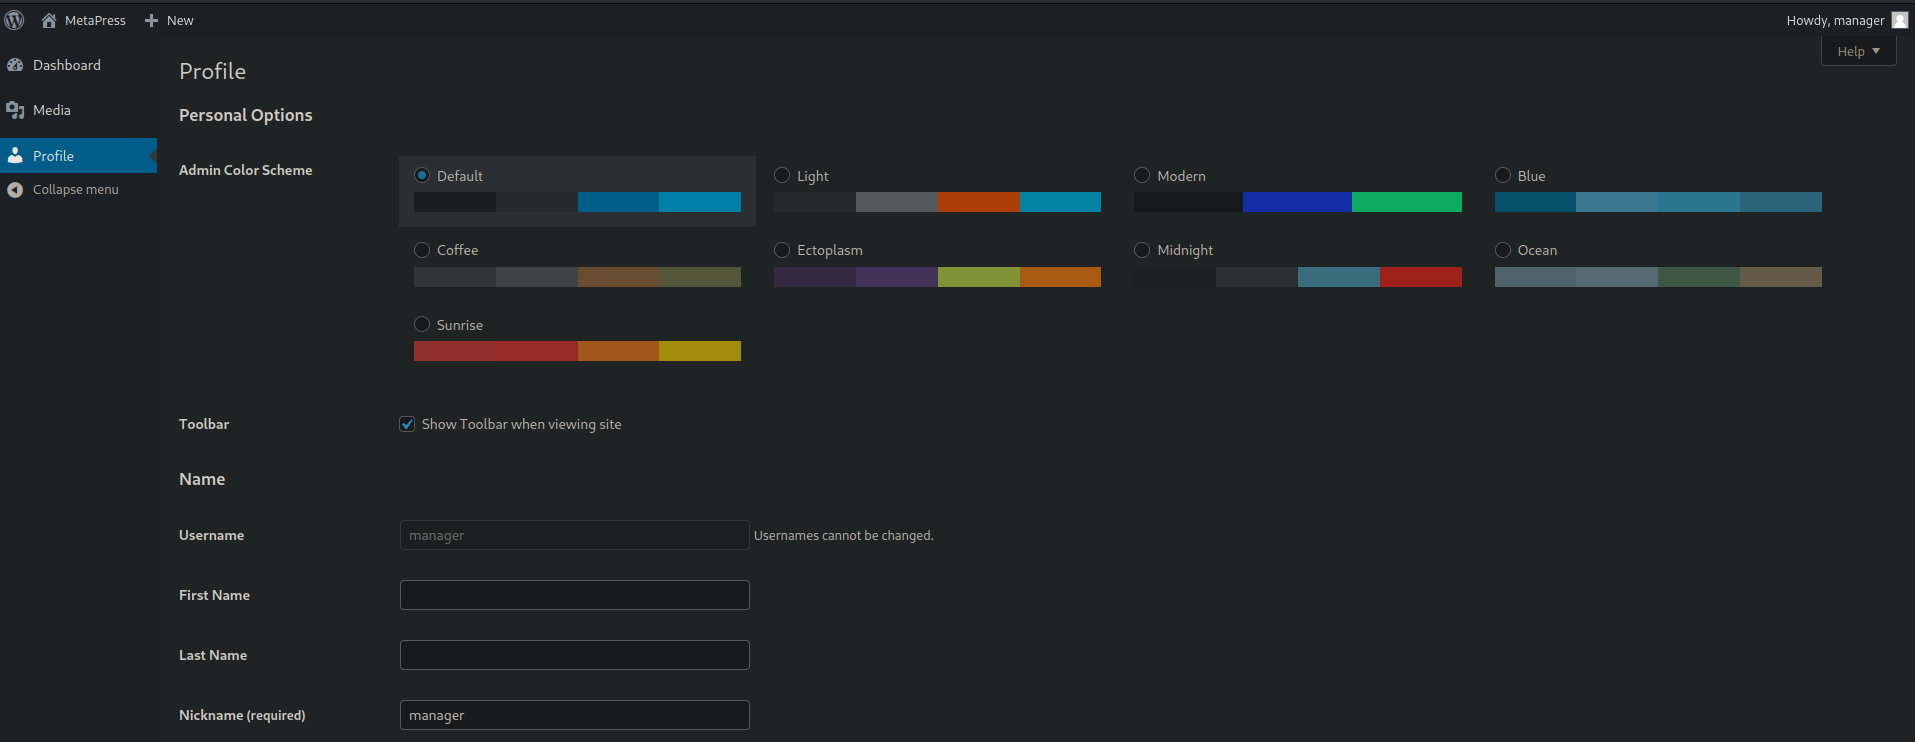 MetaPress New Howdy, manager
Help
Dashboard
Media
Profile
Collapse menu
Profile
Personal Options
Admin Color Scheme
Default Light Modern Blue
Coffee Ectoplasm Midnight Ocean
Sunrise
Toolbar Show Toolbar when viewing site
Name
Username manager Usernames cannot be changed.
First Name
Last Name
Nickname (required) manager